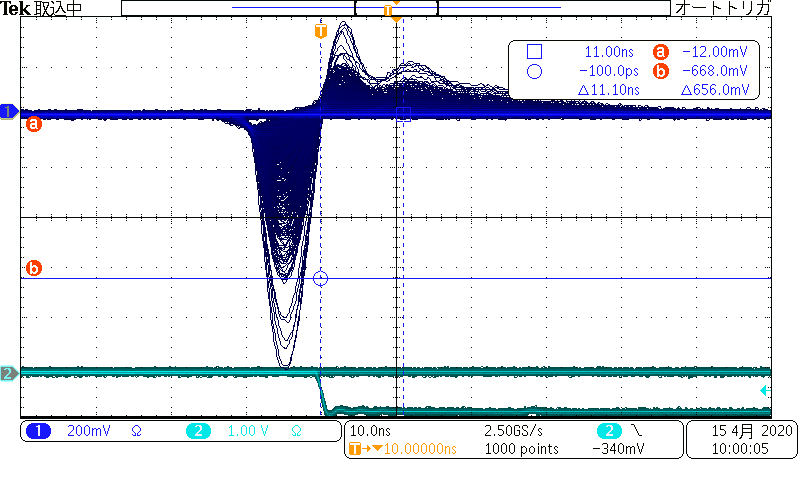 Tek 取込中 オートトリガ
T
T
11.00ns a −12.00mV
−100.0ps b −668.0mV
△11.10ns △656.0mV
1
a
b
2
1 200mV Ω 2 1.00 V Ω 10.0ns 2.50GS/s 2 15 4月 2020
T→▼10.00000ns 1000 points −340mV 10:00:05